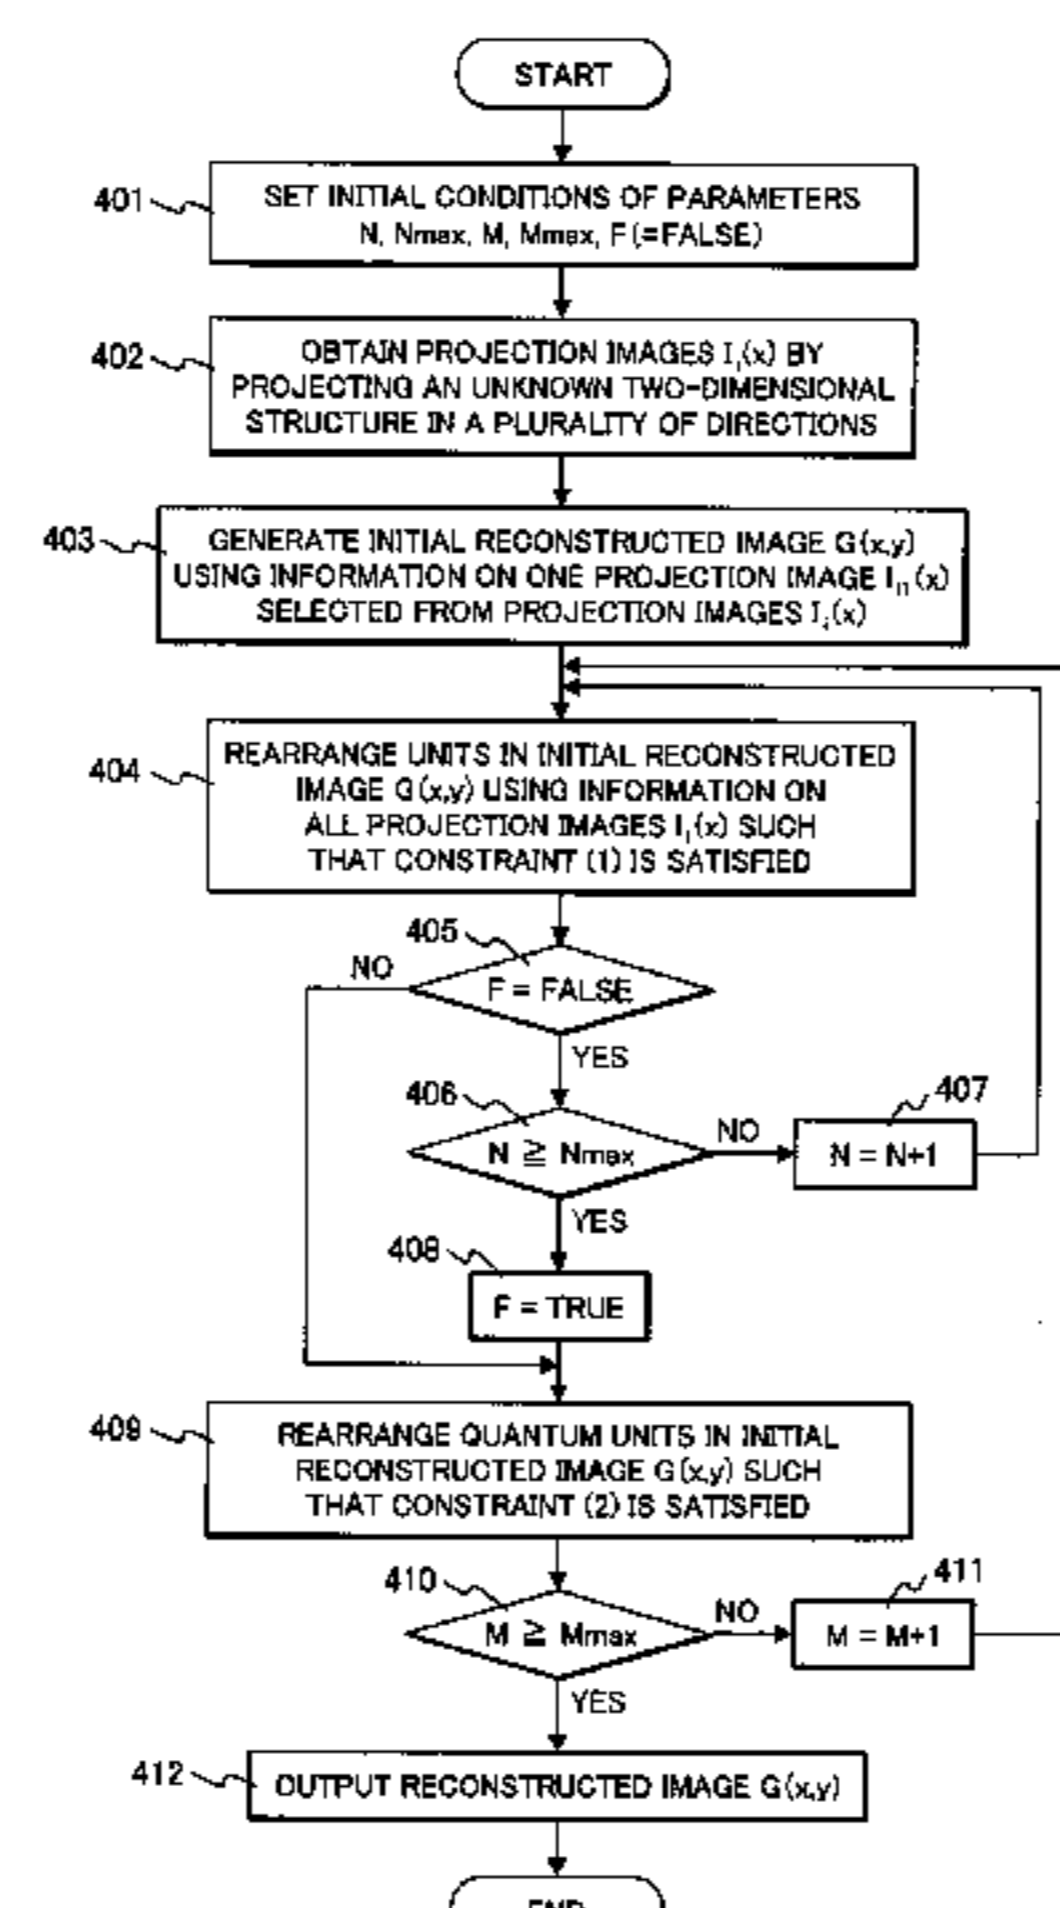 START
401
SET INITIAL CONDITIONS OF PARAMETERS
N, Nmax, M, Mmax, F(=FALSE)
402
OBTAIN PROJECTION IMAGES Iᵢ(x) BY
PROJECTING AN UNKNOWN TWO-DIMENSIONAL
STRUCTURE IN A PLURALITY OF DIRECTIONS
403
GENERATE INITIAL RECONSTRUCTED IMAGE G(x,y)
USING INFORMATION ON ONE PROJECTION IMAGE Iᵢ₁(x)
SELECTED FROM PROJECTION IMAGES Iᵢ(x)
404
REARRANGE UNITS IN INITIAL RECONSTRUCTED
IMAGE G(x,y) USING INFORMATION ON
ALL PROJECTION IMAGES Iᵢ(x) SUCH
THAT CONSTRAINT (1) IS SATISFIED
405
NO
F = FALSE
YES
406
N ≧ Nmax
NO
407
N = N+1
YES
408
F = TRUE
409
REARRANGE QUANTUM UNITS IN INITIAL
RECONSTRUCTED IMAGE G(x,y) SUCH
THAT CONSTRAINT (2) IS SATISFIED
410
M ≧ Mmax
NO
411
M = M+1
YES
412
OUTPUT RECONSTRUCTED IMAGE G(x,y)
END